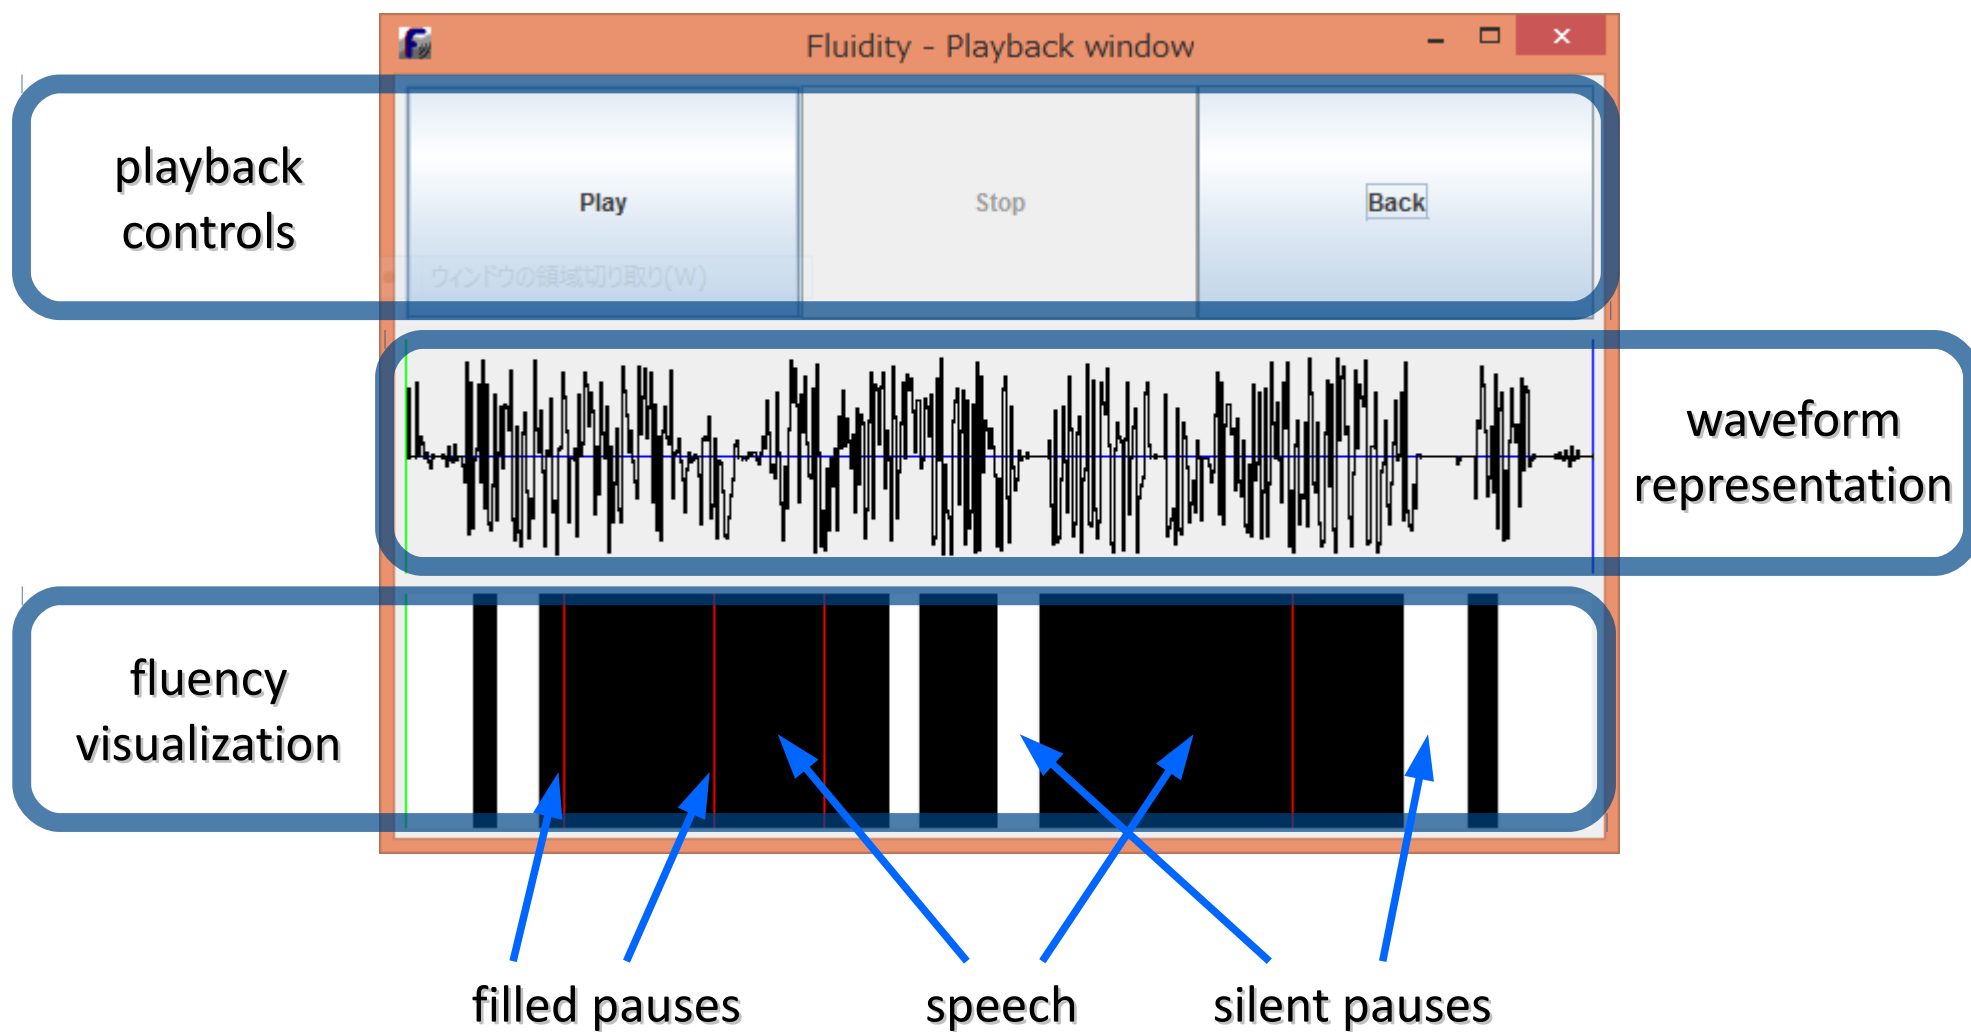 Fluidity - Playback window
playback
controls
Play
Stop
Back
ウィンドウの領域切り取り(W)
waveform
representation
fluency
visualization
filled pauses
speech
silent pauses